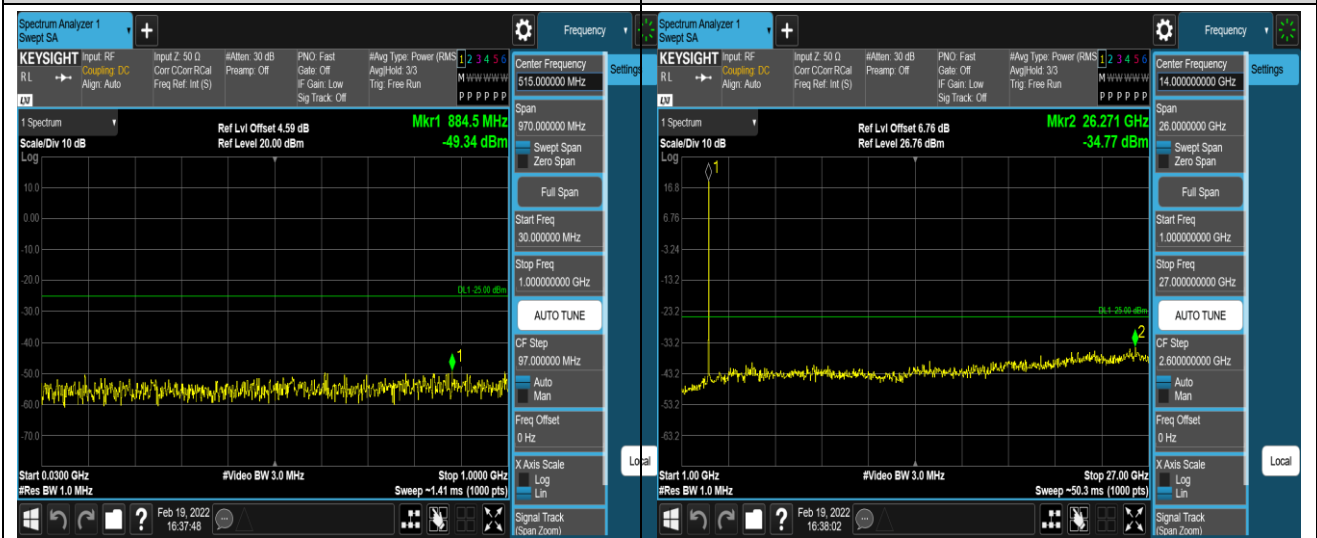 Spectrum Analyzer 1
Swept SA
+
Frequency
KEYSIGHT
Input: RF
Coupling: DC
Align: Auto
Input Z: 50 Ω
Corr CCorr RCal
Freq Ref: Int (S)
#Atten: 30 dB
Preamp: Off
PNO: Fast
Gate: Off
IF Gain: Low
Sig Track: Off
#Avg Type: Power (RMS
Avg|Hold: 3/3
Trig: Free Run
1 2 3 4 5 6
M W W W W W
P P P P P P
RL
LXI
Center Frequency
515.000000 MHz
Settings
Span
970.000000 MHz
Swept Span
Zero Span
Full Span
Start Freq
30.000000 MHz
Stop Freq
1.000000000 GHz
AUTO TUNE
CF Step
97.000000 MHz
Auto
Man
Freq Offset
0 Hz
X Axis Scale
Log
Lin
Signal Track
(Span Zoom)
Local
1 Spectrum
Scale/Div 10 dB
Log
Ref Lvl Offset 4.59 dB
Ref Level 20.00 dBm
Mkr1 884.5 MHz
-49.34 dBm
10.0
0.00
-10.0
-20.0
DL1 -25.00 dBm
-30.0
-40.0
1
-50.0
-60.0
-70.0
Start 0.0300 GHz
#Res BW 1.0 MHz
#Video BW 3.0 MHz
Stop 1.0000 GHz
Sweep ~1.41 ms (1000 pts)
?
Feb 19, 2022
16:37:48
Spectrum Analyzer 1
Swept SA
+
Frequency
KEYSIGHT
Input: RF
Coupling: DC
Align: Auto
Input Z: 50 Ω
Corr CCorr RCal
Freq Ref: Int (S)
#Atten: 30 dB
Preamp: Off
PNO: Fast
Gate: Off
IF Gain: Low
Sig Track: Off
#Avg Type: Power (RMS
Avg|Hold: 3/3
Trig: Free Run
1 2 3 4 5 6
M W W W W W
P P P P P P
RL
LXI
Center Frequency
14.000000000 GHz
Settings
Span
26.0000000 GHz
Swept Span
Zero Span
Full Span
Start Freq
1.000000000 GHz
Stop Freq
27.000000000 GHz
AUTO TUNE
CF Step
2.600000000 GHz
Auto
Man
Freq Offset
0 Hz
X Axis Scale
Log
Lin
Signal Track
(Span Zoom)
Local
1 Spectrum
Scale/Div 10 dB
Log
Ref Lvl Offset 6.76 dB
Ref Level 26.76 dBm
Mkr2 26.271 GHz
-34.77 dBm
1
16.8
6.76
-3.24
-13.2
-23.2
DL1 -25.00 dBm
2
-33.2
-43.2
-53.2
-63.2
Start 1.00 GHz
#Res BW 1.0 MHz
#Video BW 3.0 MHz
Stop 27.00 GHz
Sweep ~50.3 ms (1000 pts)
?
Feb 19, 2022
16:38:02